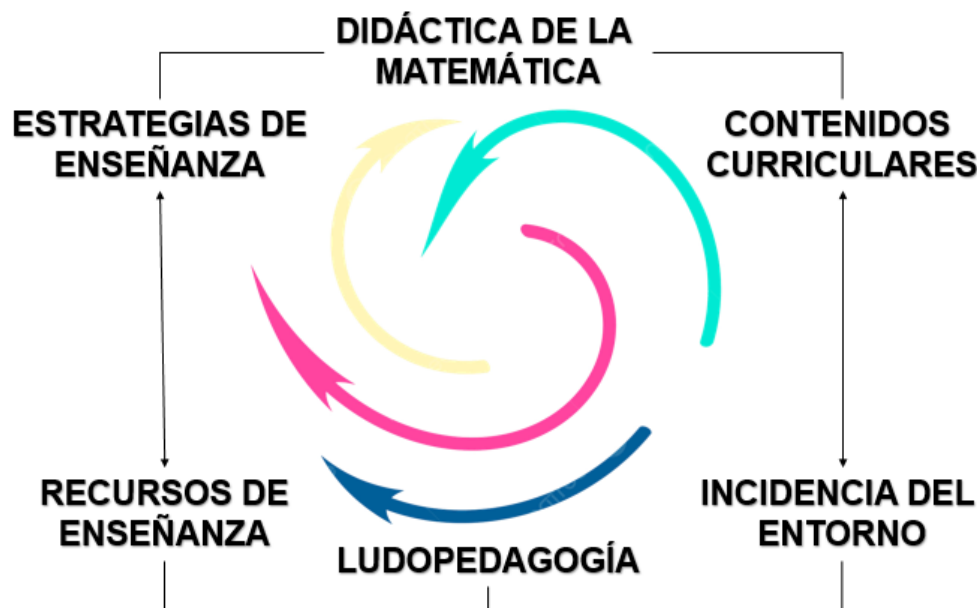 DIDÁCTICA DE LA
MATEMÁTICA
ESTRATEGIAS DE
ENSEÑANZA
CONTENIDOS
CURRICULARES
RECURSOS DE
ENSEÑANZA
INCIDENCIA DEL
ENTORNO
LUDOPEDAGOGÍA